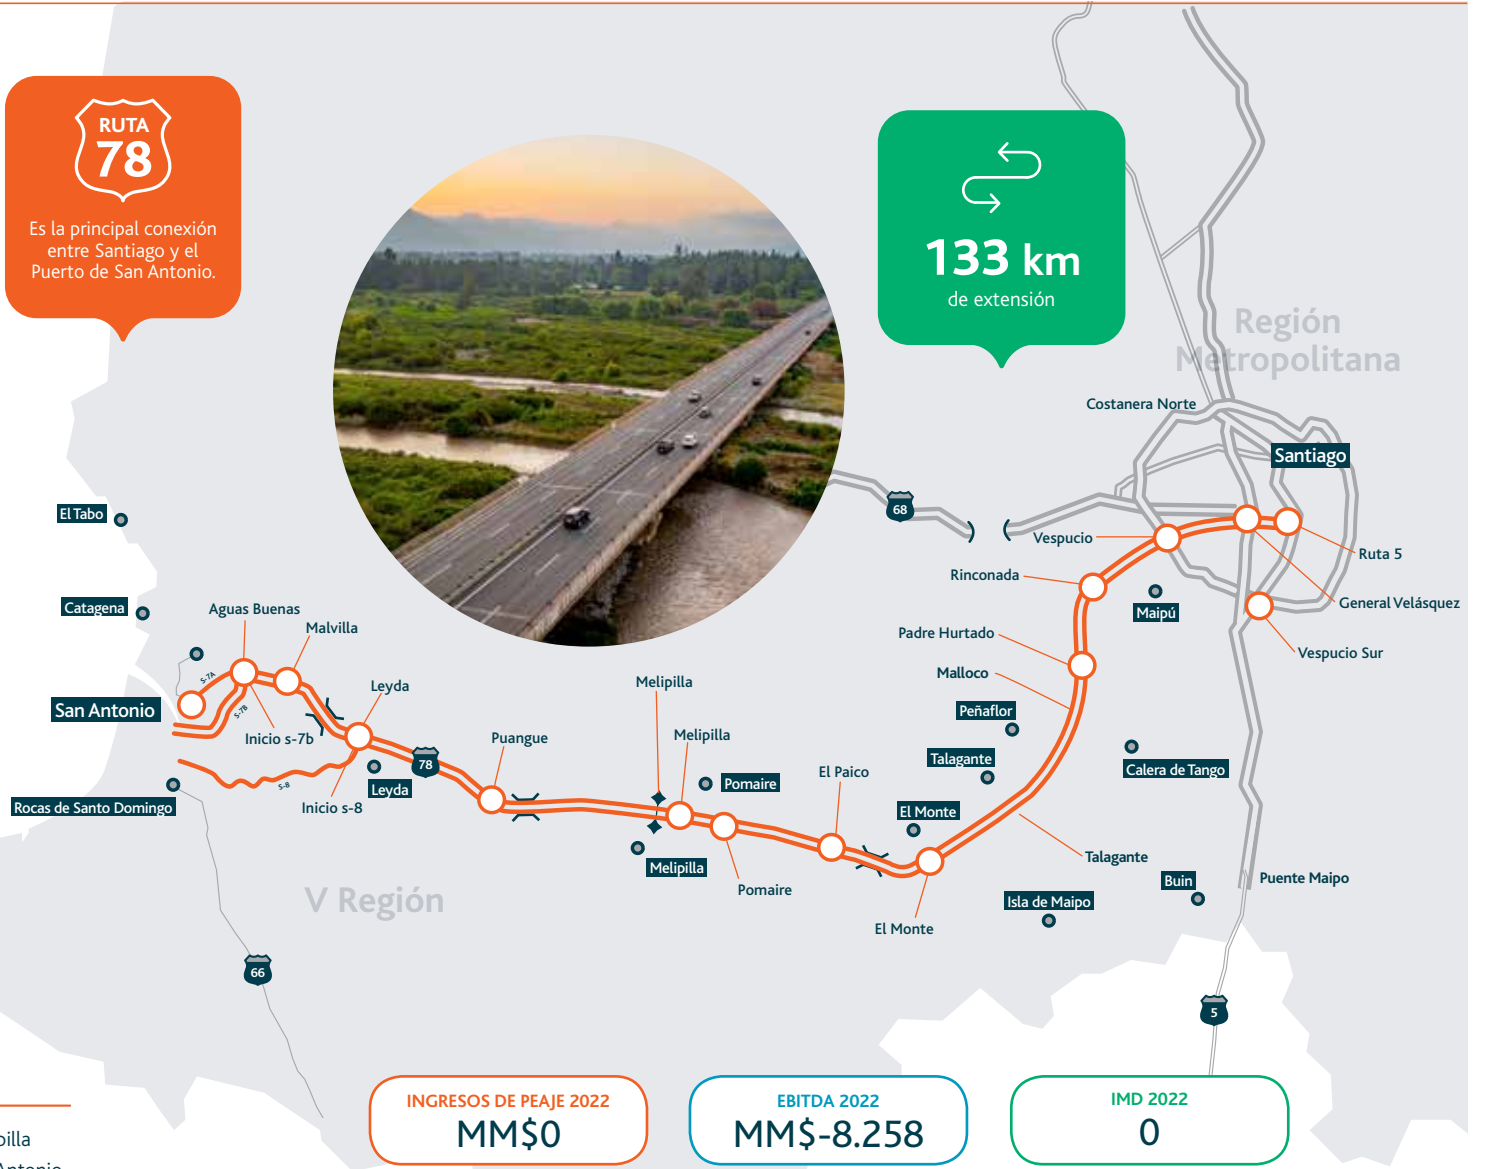 RUTA
78
Es la principal conexión
entre Santiago y el
Puerto de San Antonio.
133 km
de extensión
Región
Metropolitana
Costanera Norte
Santiago
68
El Tabo
Vespucio
Ruta 5
Rinconada
Catagena
Aguas Buenas
General Velásquez
Maipú
Malvilla
Padre Hurtado
Vespucio Sur
S-7A
Malloco
Leyda
Melipilla
San Antonio
S-7B
Peñaflor
Inicio s-7b
Puangue
Melipilla
78
Talagante
Calera de Tango
El Paico
Pomaire
S-8
Leyda
Rocas de Santo Domingo
Inicio s-8
El Monte
Talagante
Melipilla
Puente Maipo
Buin
Pomaire
V Región
Isla de Maipo
El Monte
66
5
INGRESOS DE PEAJE 2022
MM$0
EBITDA 2022
MM$-8.258
IMD 2022
0